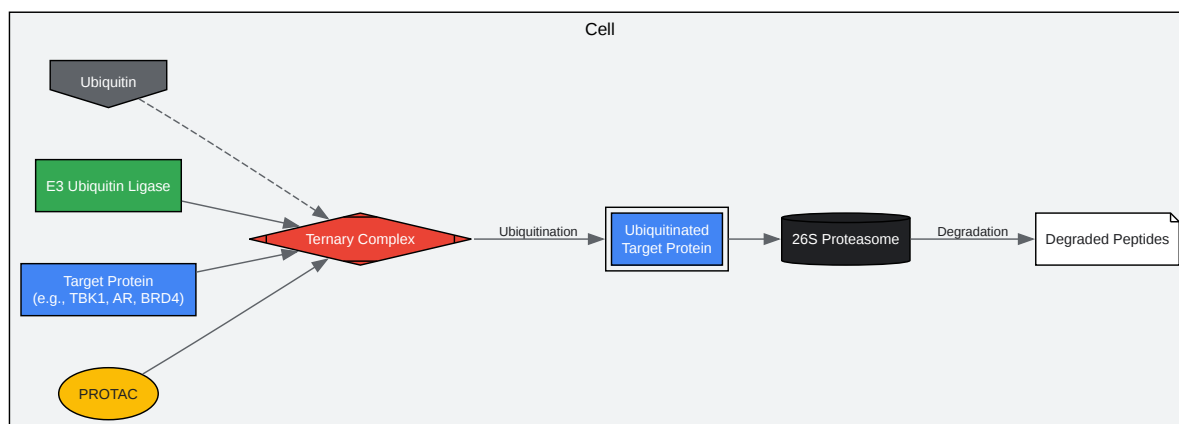 Cell
Ubiquitin
E3 Ubiquitin Ligase
Target Protein
(e.g., TBK1, AR, BRD4)
PROTAC
Ternary Complex
Ubiquitination
Ubiquitinated
Target Protein
26S Proteasome
Degradation
Degraded Peptides